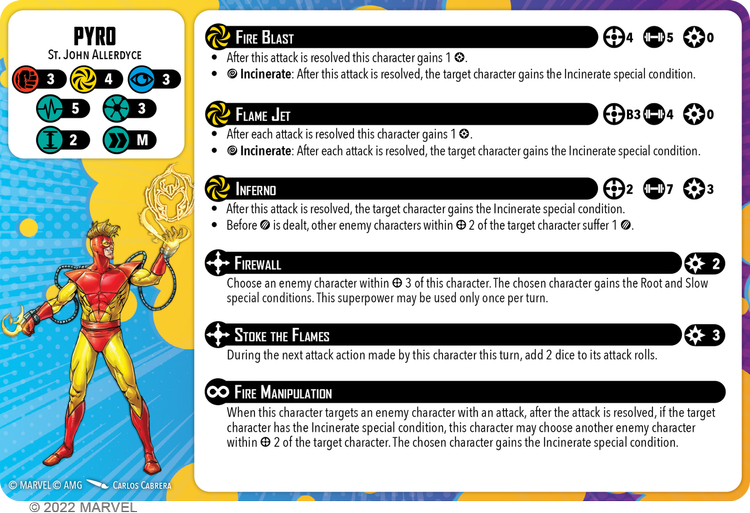 PYRO
St. John Allerdyce
3 4 3
5 3
2 M
Fire Blast 4 5 0
• After this attack is resolved this character gains 1 .
• Incinerate: After this attack is resolved, the target character gains the Incinerate special condition.
Flame Jet B3 4 0
• After each attack is resolved this character gains 1 .
• Incinerate: After each attack is resolved, the target character gains the Incinerate special condition.
Inferno 2 7 3
• After this attack is resolved, the target character gains the Incinerate special condition.
• Before is dealt, other enemy characters within 2 of the target character suffer 1 .
Firewall 2
Choose an enemy character within 3 of this character. The chosen character gains the Root and Slow
special conditions. This superpower may be used only once per turn.
Stoke the Flames 3
During the next attack action made by this character this turn, add 2 dice to its attack rolls.
Fire Manipulation
When this character targets an enemy character with an attack, after the attack is resolved, if the target
character has the Incinerate special condition, this character may choose another enemy character
within 2 of the target character. The chosen character gains the Incinerate special condition.
© MARVEL © AMG Carlos Cabrera
© 2022 MARVEL